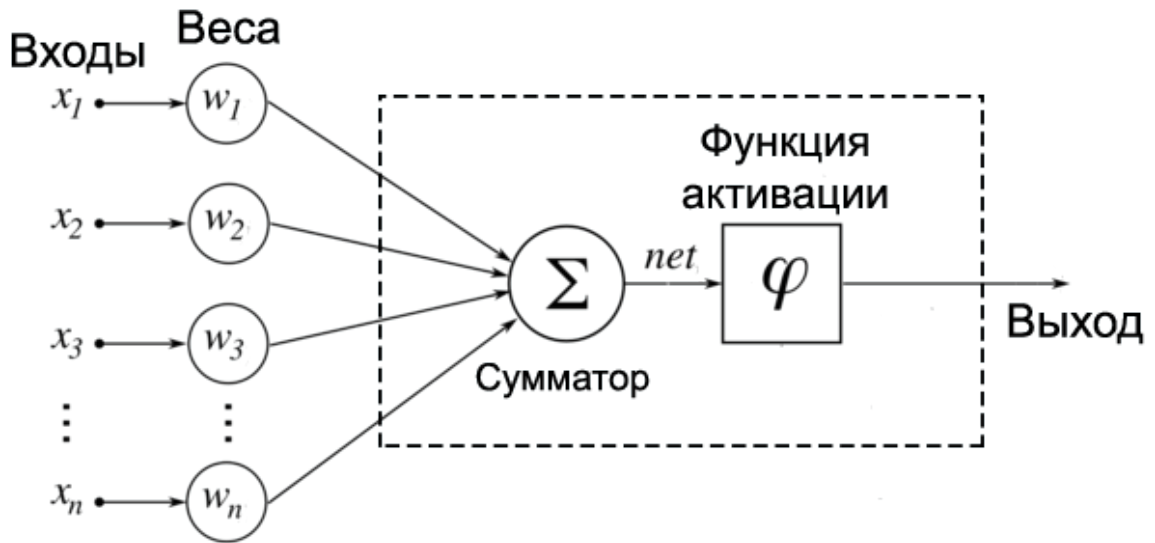 Входы
Веса
x1
w1
x2
w2
x3
w3
⋮
⋮
xn
wn
Σ
Сумматор
net
Функция
активации
φ
Выход